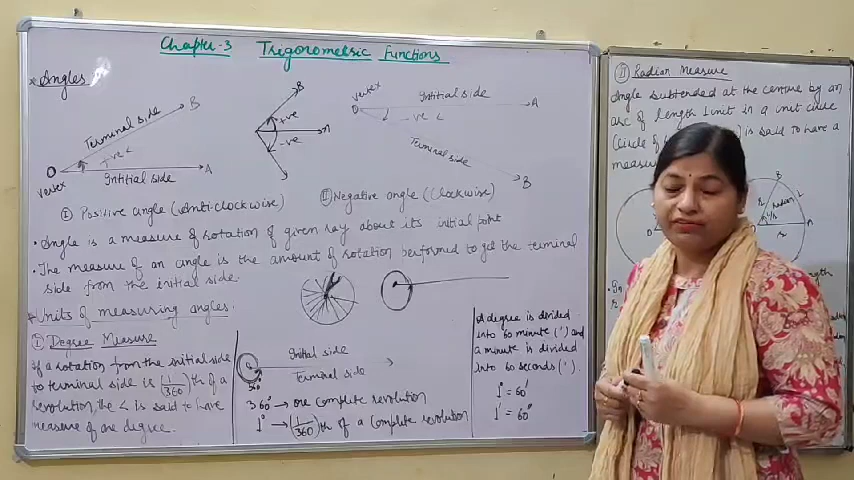 Chapter-3 Trigonometric Functions
* Angles
O
vertex
Terminal side
B
+ve <
Intitial side
A
B
+ve
-ve
A
vertex
O
Intitial side
A
-ve <
Terminal side
B
(I) Positive angle (Anti-clockwise)
(II) Negative angle (Clockwise)
• Angle is a measure of rotation of given ray about its initial point
• The measure of an angle is the amount of rotation performed to get the terminal
side from the initial side.
* Units of measuring angles.
(I) Degree Measure
If a rotation from the initial side
to terminal side is (1/360)th of a
revolution, the < is said to have
measure of one degree.
Initial side
Terminal side
360°
360° → one complete revolution
1° → (1/360)th of a complete revolution
A degree is divided
into 60 minute (') and
a minute is divided
into 60 seconds (").
1° = 60'
1' = 60"
(II) Radian Measure
Angle subtended at the centre by an
arc of length 1 unit in a unit circle
(circle of
is said to have a
measure
B
radian
A
length